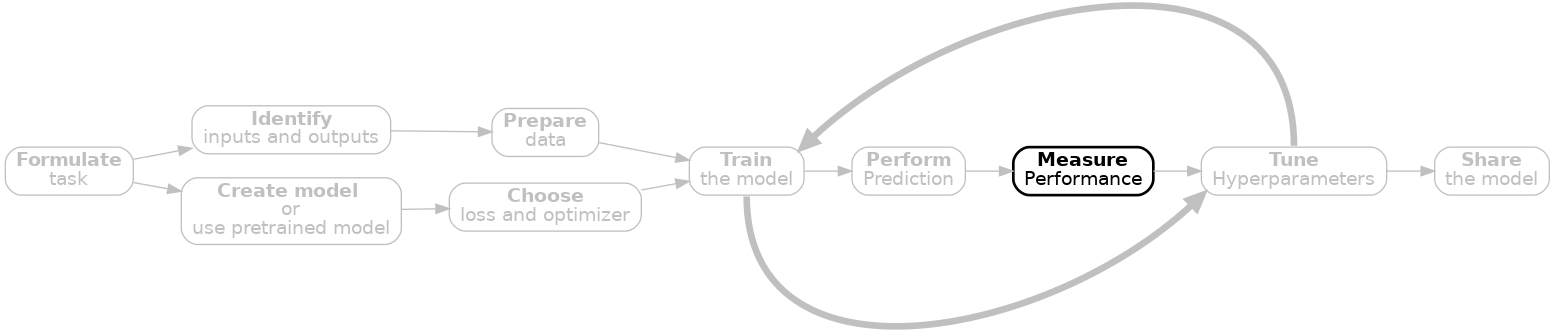 Formulate
task
Identify
inputs and outputs
Create model
or
use pretrained model
Prepare
data
Choose
loss and optimizer
Train
the model
Perform
Prediction
Measure
Performance
Tune
Hyperparameters
Share
the model